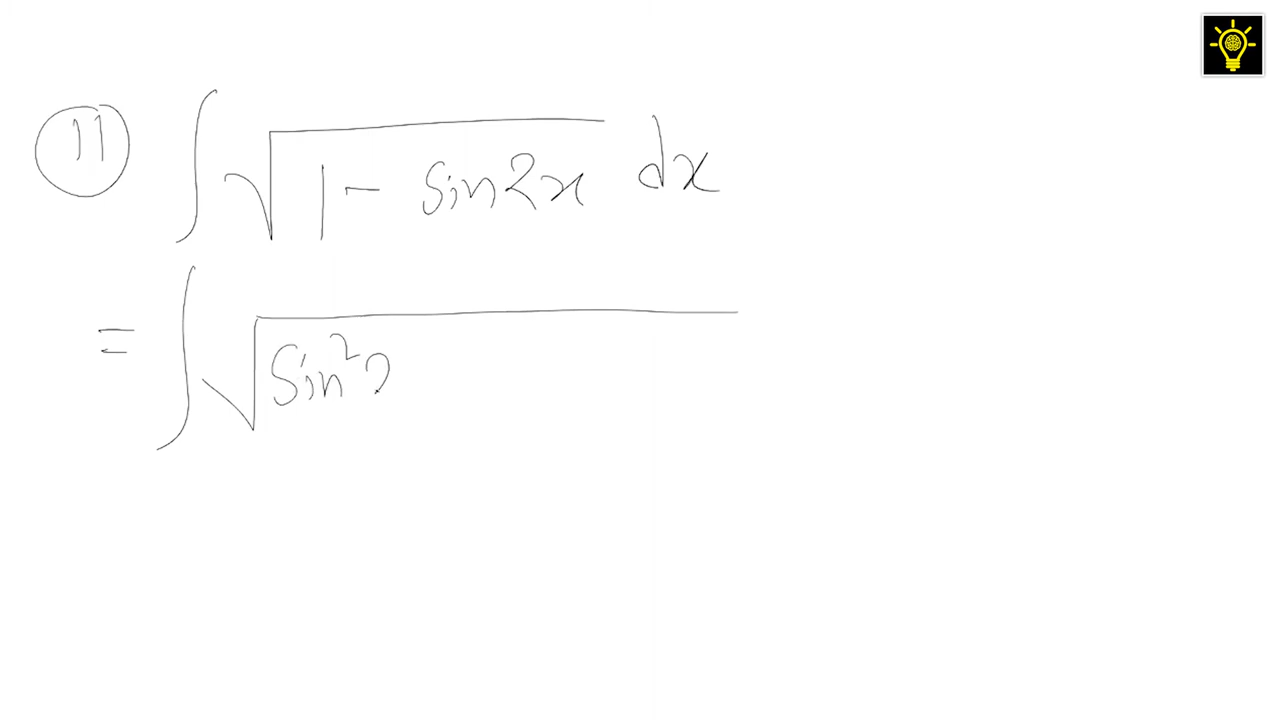 11 ∫ √(1 - sin2x) dx
= ∫ √(Sin²